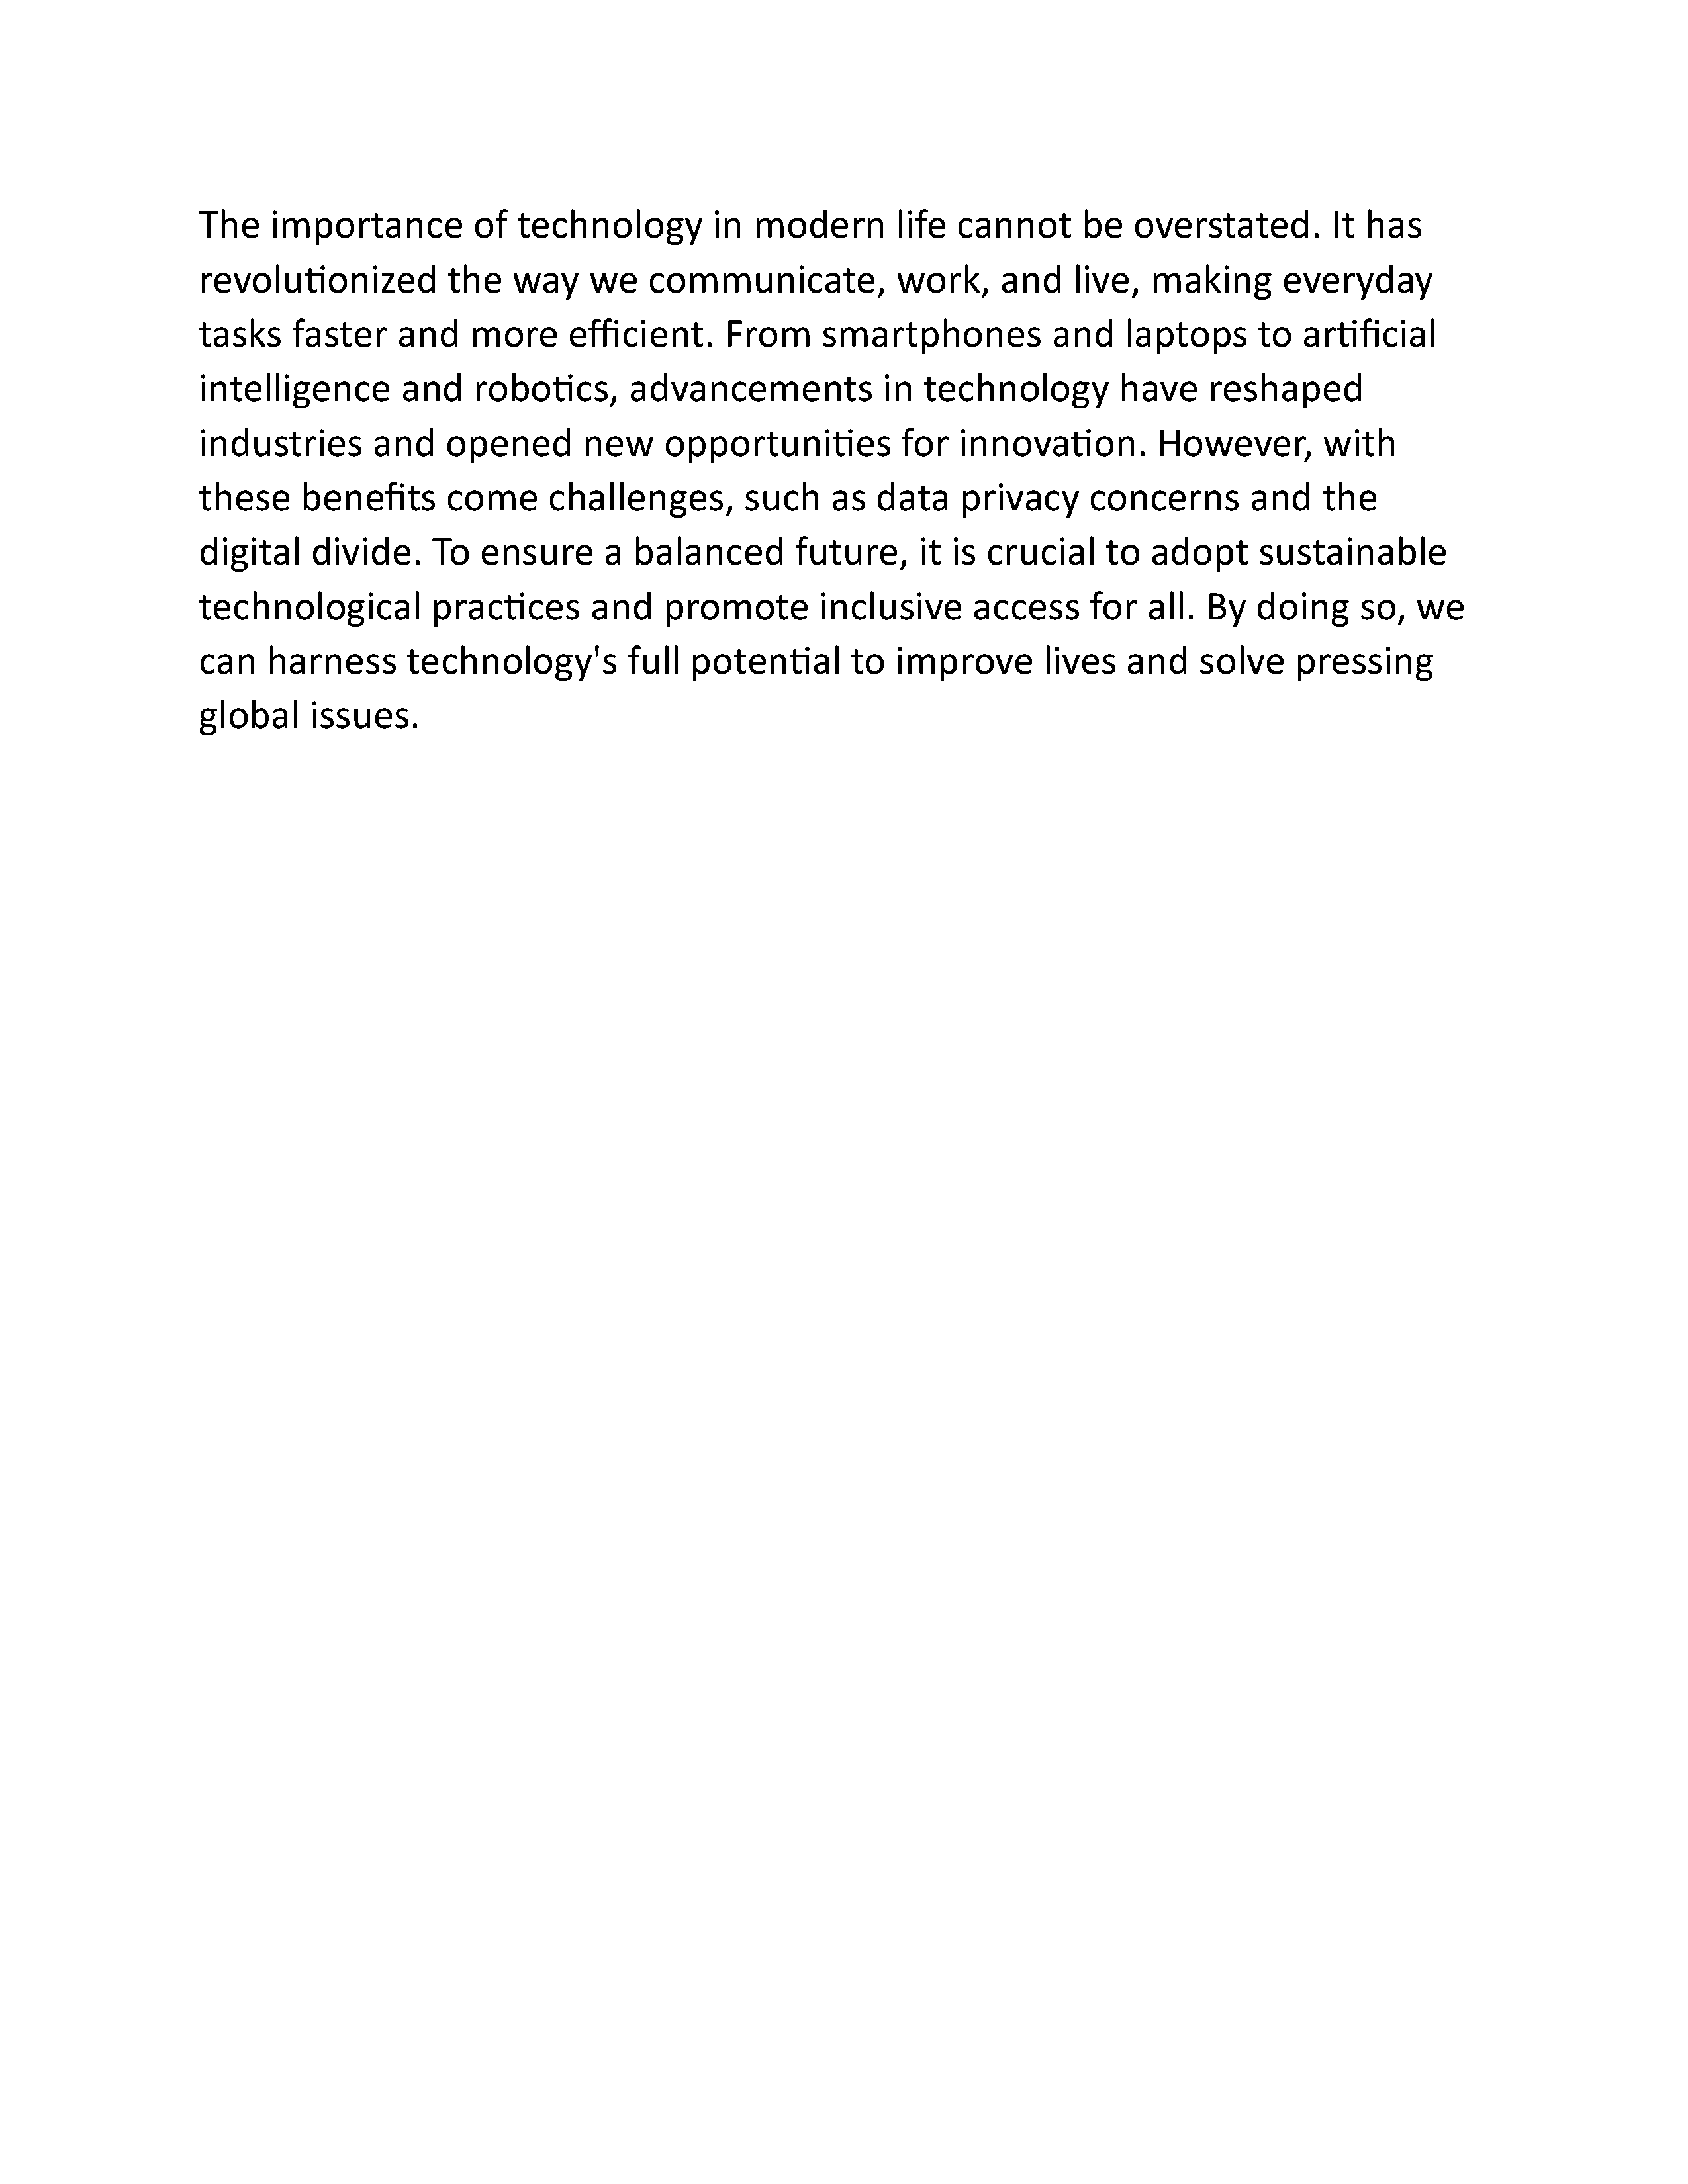 The importance of technology in modern life cannot be overstated. It has
revolutionized the way we communicate, work, and live, making everyday
tasks faster and more efficient. From smartphones and laptops to artificial
intelligence and robotics, advancements in technology have reshaped
industries and opened new opportunities for innovation. However, with
these benefits come challenges, such as data privacy concerns and the
digital divide. To ensure a balanced future, it is crucial to adopt sustainable
technological practices and promote inclusive access for all. By doing so, we
can harness technology's full potential to improve lives and solve pressing
global issues.